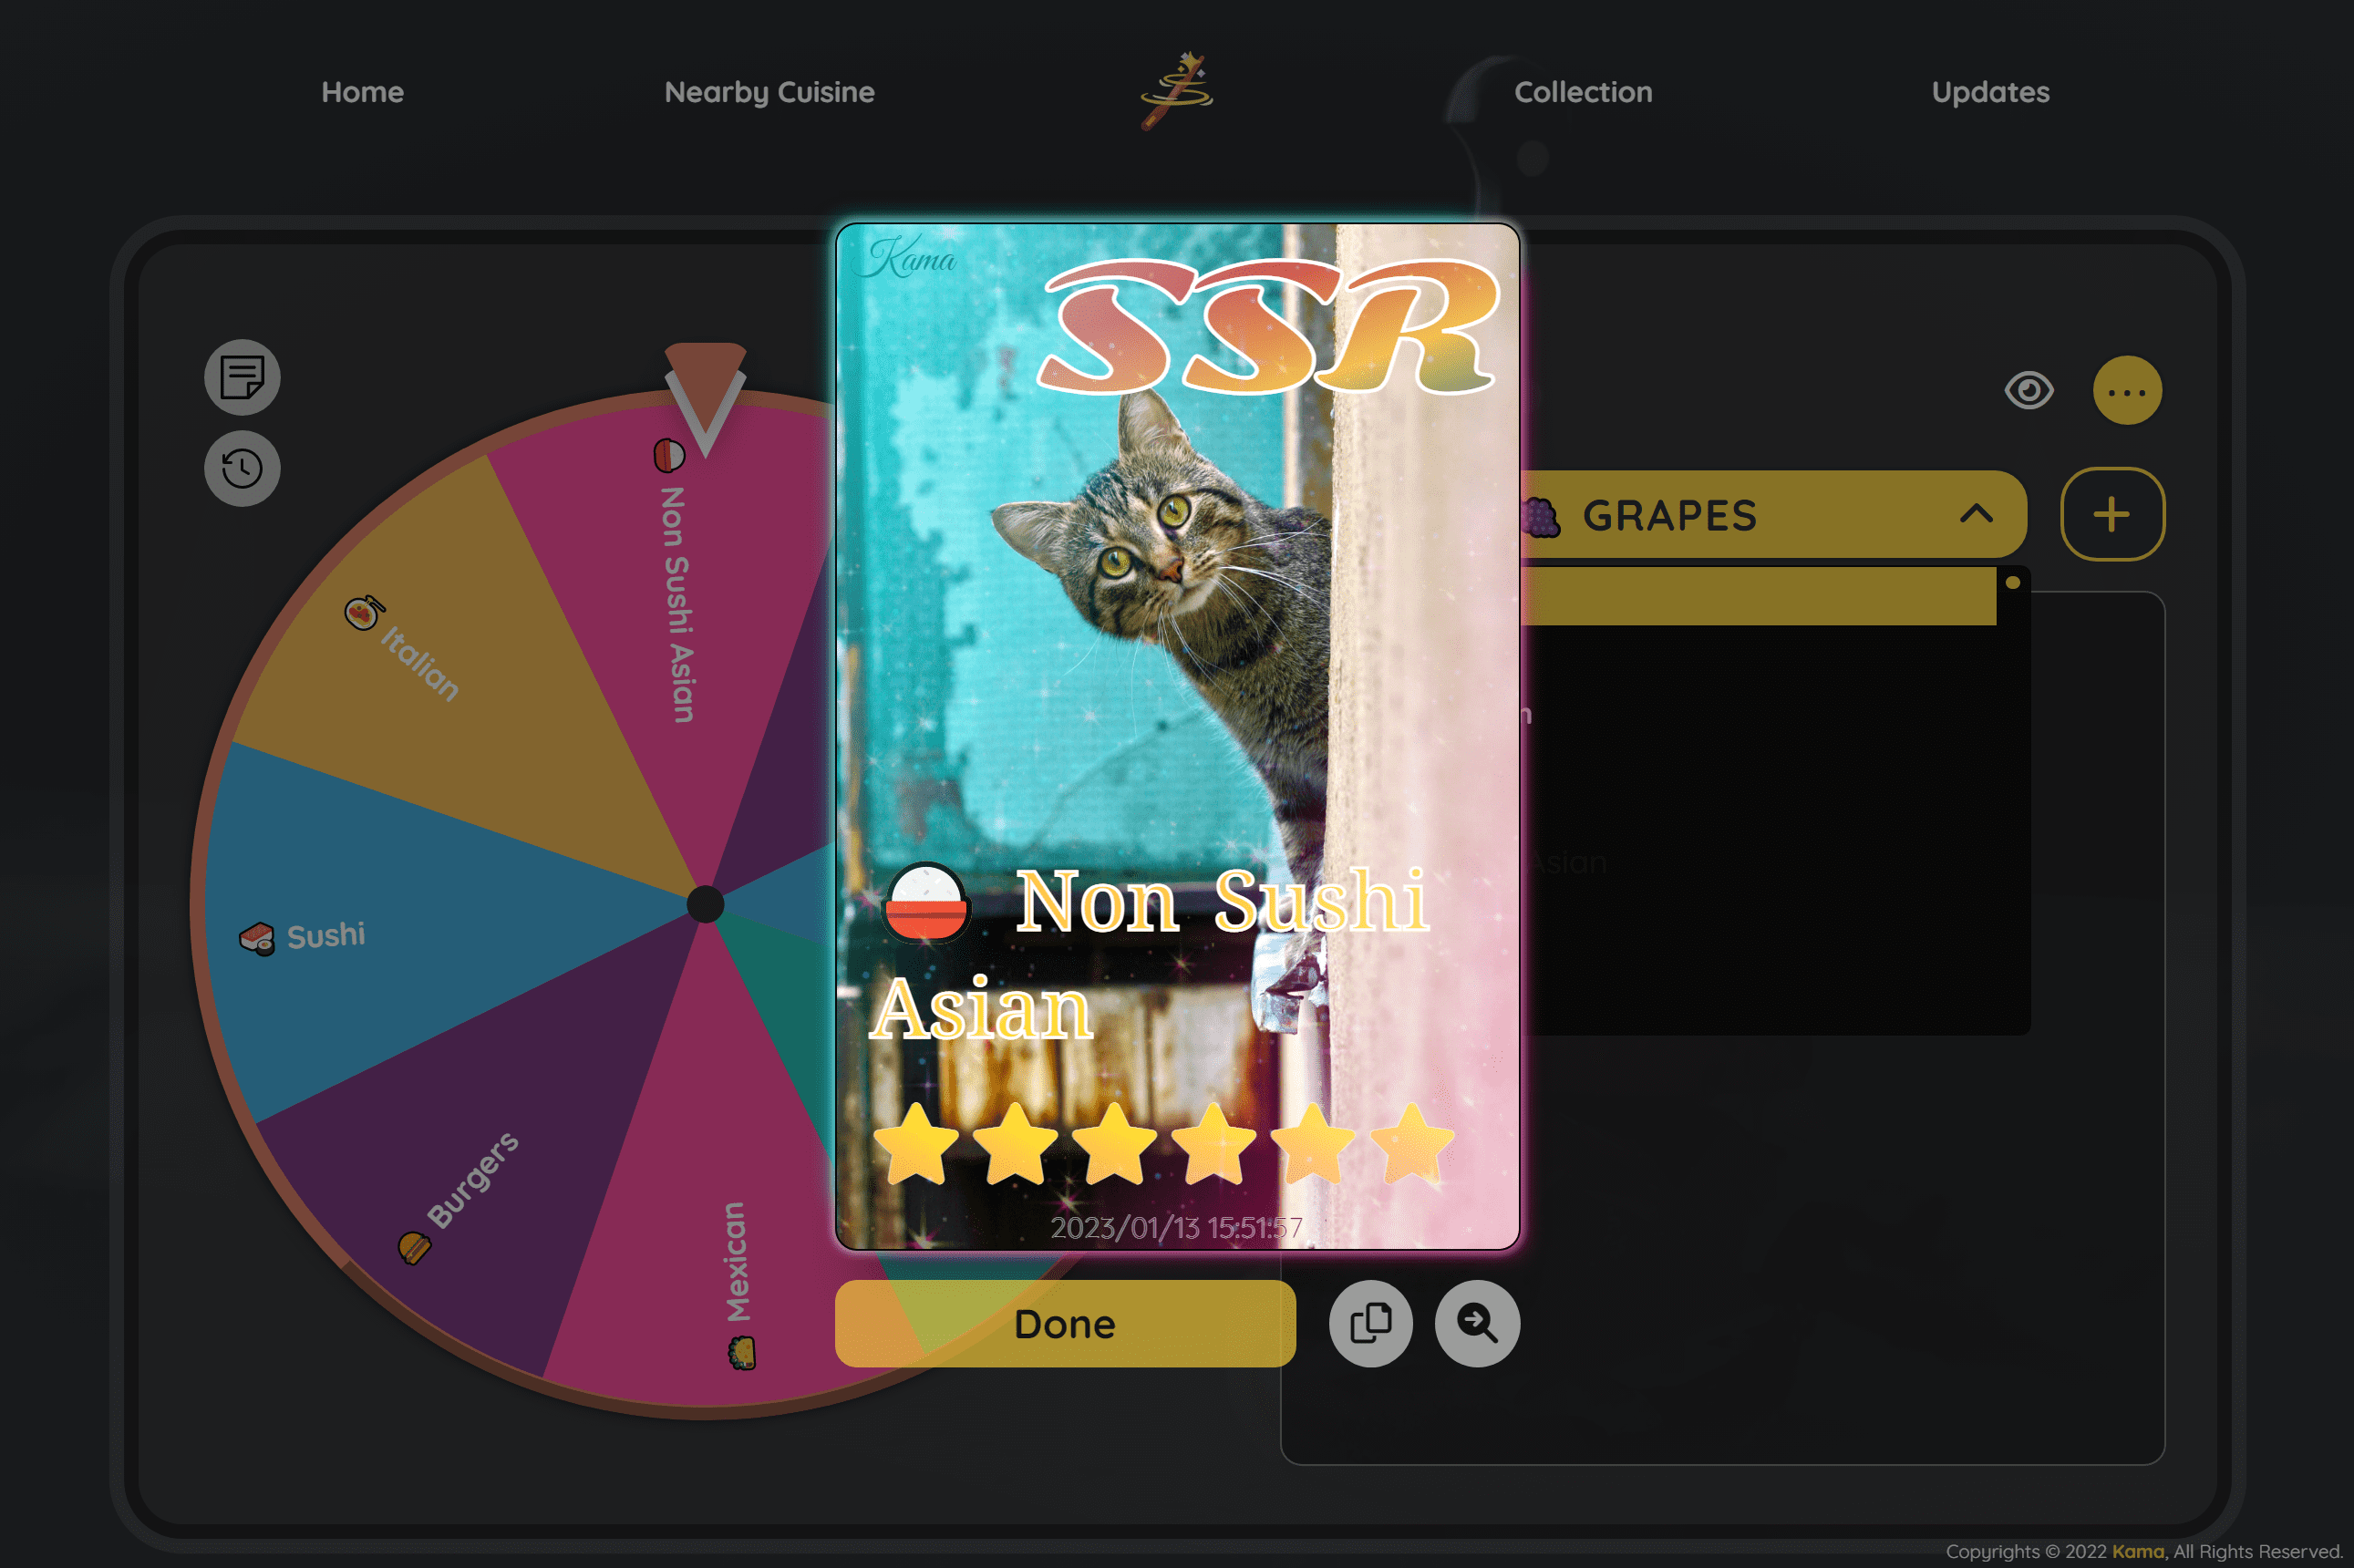 Home
Nearby Cuisine
Collection
Updates
Kama
SSR
Non Sushi Asian
Italian
Sushi
Burgers
Mexican
GRAPES
Asian
Non Sushi
Asian
2023/01/13 15:51:57
Done
Copyrights © 2022 Kama, All Rights Reserved.